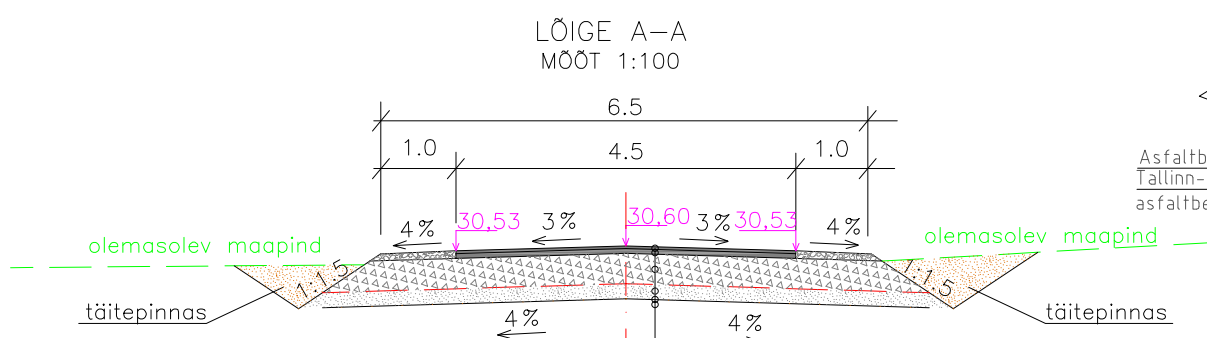 LÕIGE A-A
MÕÕT 1:100
6.5
1.0 4.5 1.0
Asfaltb
Tallinn-
asfaltbe
4% 30,53 3% 30,60 3% 30,53 4%
olemasolev maapind
olemasolev maapind
1:1.5
1:1.5
täitepinnas
täitepinnas
4%
4%